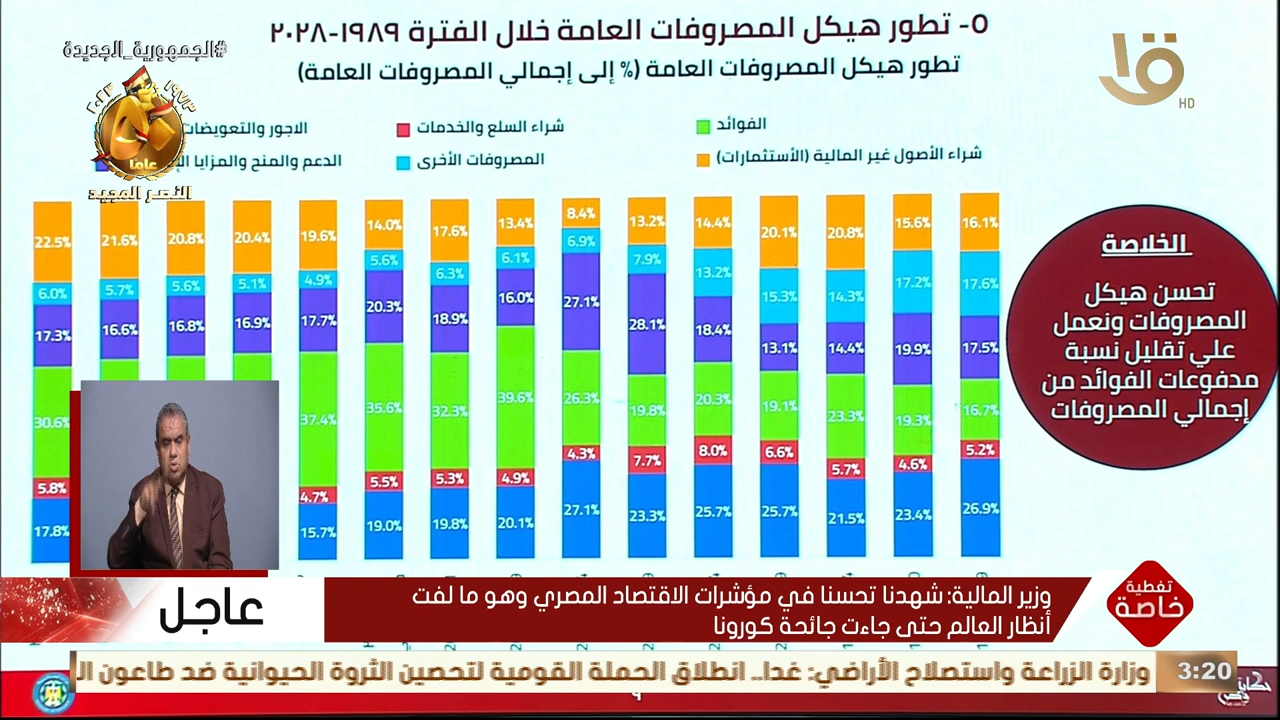 ٥- تطور هيكل المصروفات العامة خلال الفترة ١٩٨٩-٢٠٢٨
تطور هيكل المصروفات العامة (% إلى إجمالي المصروفات العامة)
#الجمهورية_الجديدة
HD
١٩٧٣
٢٠٢٣
عاماً
النصر المجيد
الفوائد
شراء السلع والخدمات
الاجور والتعويضات
شراء الأصول غير المالية (الأستثمارات)
المصروفات الأخرى
الدعم والمنح والمزايا
22.5% 21.6% 20.8% 20.4% 19.6% 14.0% 17.6% 13.4% 8.4% 13.2% 14.4% 20.1% 20.8% 15.6% 16.1%
6.0% 5.7% 5.6% 5.1% 4.9% 5.6% 6.3% 6.1% 6.9% 7.9% 13.2% 15.3% 14.3% 17.2% 17.6%
17.3% 16.6% 16.8% 16.9% 17.7% 20.3% 18.9% 16.0% 27.1% 28.1% 18.4% 13.1% 14.4% 19.9% 17.5%
30.6% 37.4% 35.6% 32.3% 39.6% 26.3% 19.8% 20.3% 19.1% 23.3% 19.3% 16.7%
5.8% 4.7% 5.5% 5.3% 4.9% 4.3% 7.7% 8.0% 6.6% 5.7% 4.6% 5.2%
17.8% 15.7% 19.0% 19.8% 20.1% 27.1% 23.3% 25.7% 25.7% 21.5% 23.4% 26.9%
الخلاصة
تحسن هيكل
المصروفات ونعمل
علي تقليل نسبة
مدفوعات الفوائد من
إجمالي المصروفات
تغطية
خاصة
وزير المالية: شهدنا تحسنا في مؤشرات الاقتصاد المصري وهو ما لفت
أنظار العالم حتى جاءت جائحة كورونا
عاجل
3:20
وزارة الزراعة واستصلاح الأراضي: غدا.. انطلاق الحملة القومية لتحصين الثروة الحيوانية ضد طاعون الـ
حكاية
وطن
٩